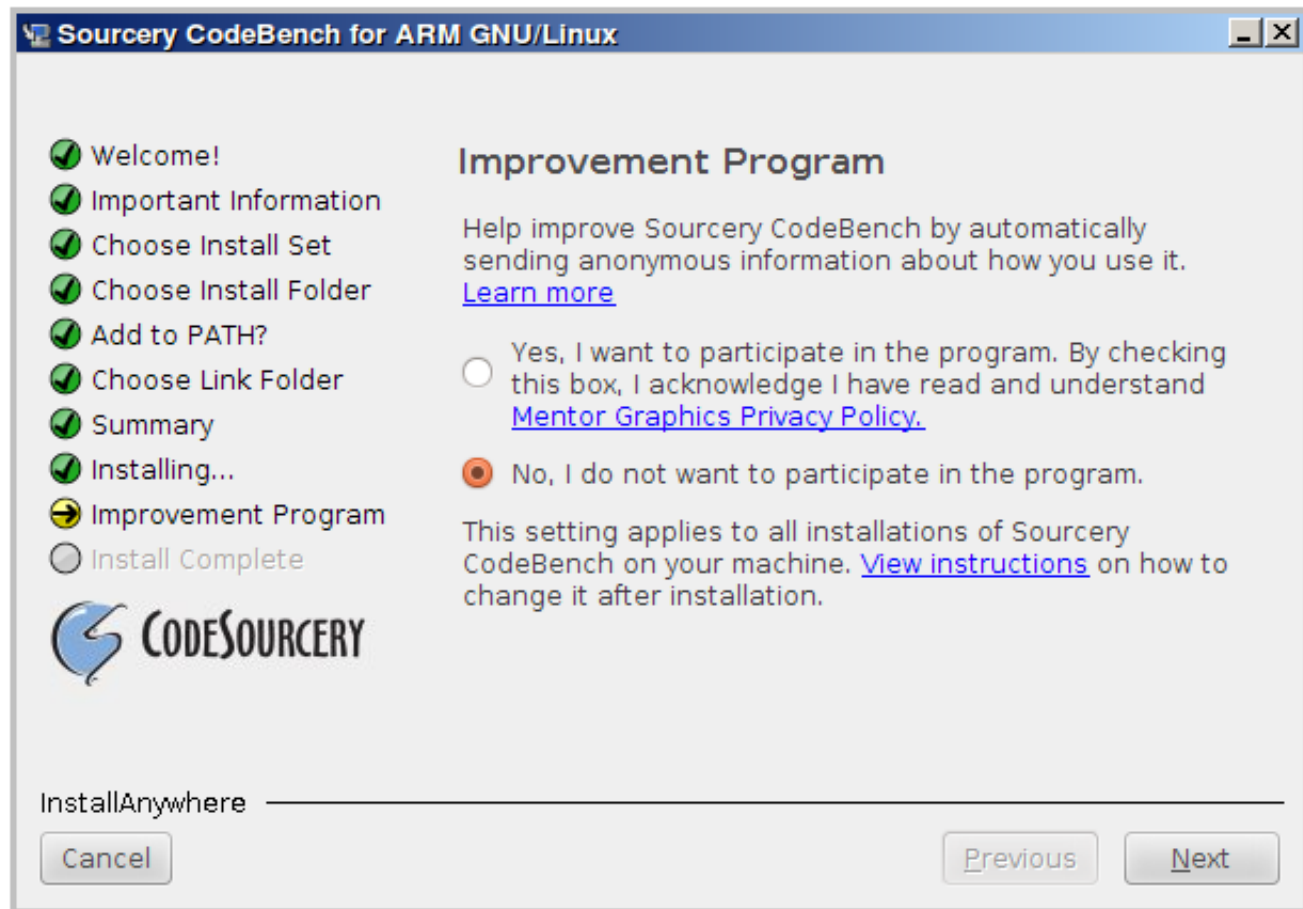 Sourcery CodeBench for ARM GNU/Linux
Welcome!
Important Information
Choose Install Set
Choose Install Folder
Add to PATH?
Choose Link Folder
Summary
Installing...
Improvement Program
Install Complete
CODESOURCERY
Improvement Program
Help improve Sourcery CodeBench by automatically
sending anonymous information about how you use it.
Learn more
Yes, I want to participate in the program. By checking
this box, I acknowledge I have read and understand
Mentor Graphics Privacy Policy.
No, I do not want to participate in the program.
This setting applies to all installations of Sourcery
CodeBench on your machine. View instructions on how to
change it after installation.
InstallAnywhere
Cancel
Previous
Next